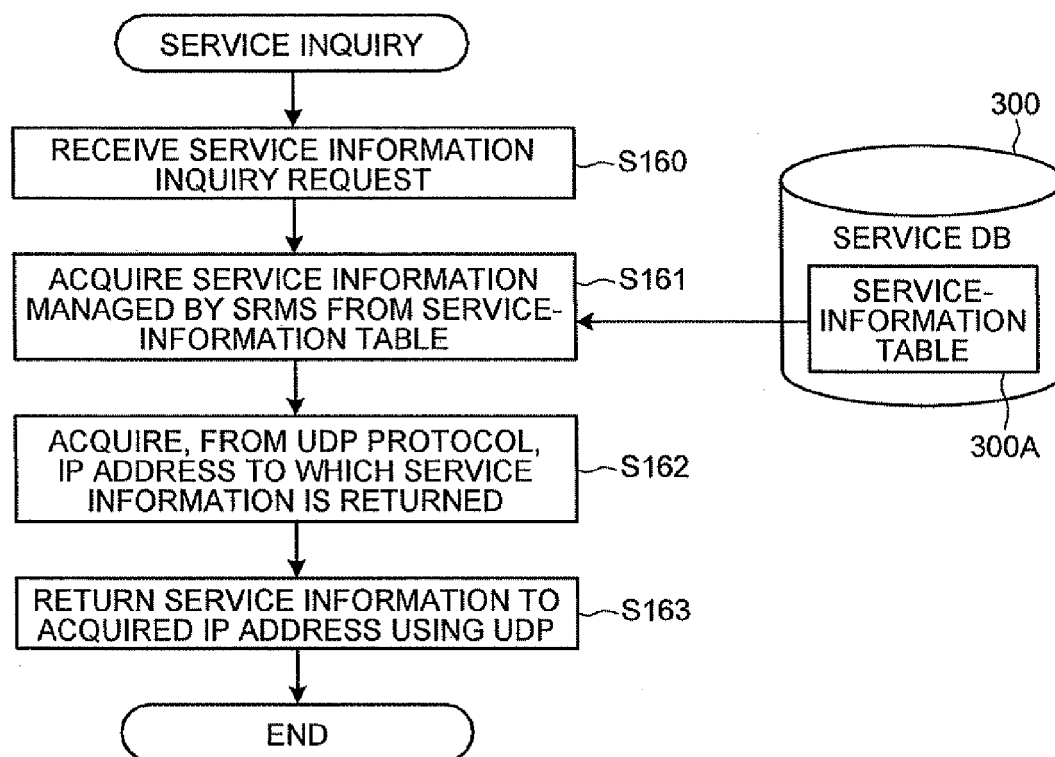 SERVICE INQUIRY
RECEIVE SERVICE INFORMATION
INQUIRY REQUEST
S160
ACQUIRE SERVICE INFORMATION
MANAGED BY SRMS FROM SERVICE-
INFORMATION TABLE
S161
ACQUIRE, FROM UDP PROTOCOL,
IP ADDRESS TO WHICH SERVICE
INFORMATION IS RETURNED
S162
RETURN SERVICE INFORMATION TO
ACQUIRED IP ADDRESS USING UDP
S163
END
300
SERVICE DB
SERVICE-
INFORMATION
TABLE
300A